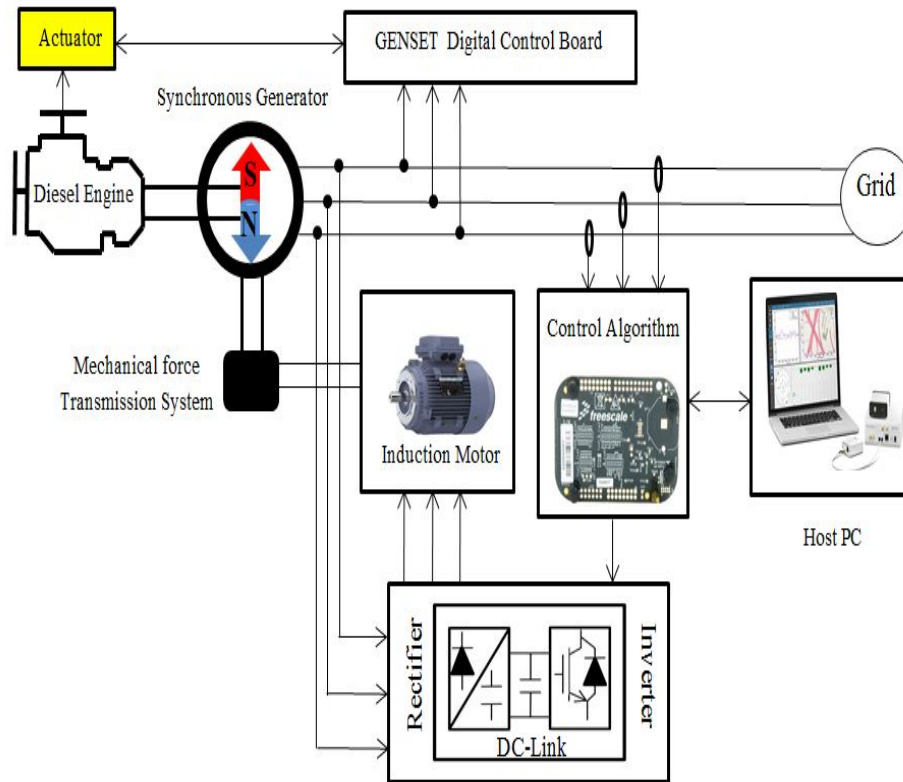 Actuator
GENSET Digital Control Board
Synchronous Generator
S
N
Diesel Engine
Grid
Mechanical force
Transmission System
Induction Motor
Control Algorithm
freescale
Host PC
Rectifier
Inverter
DC-Link